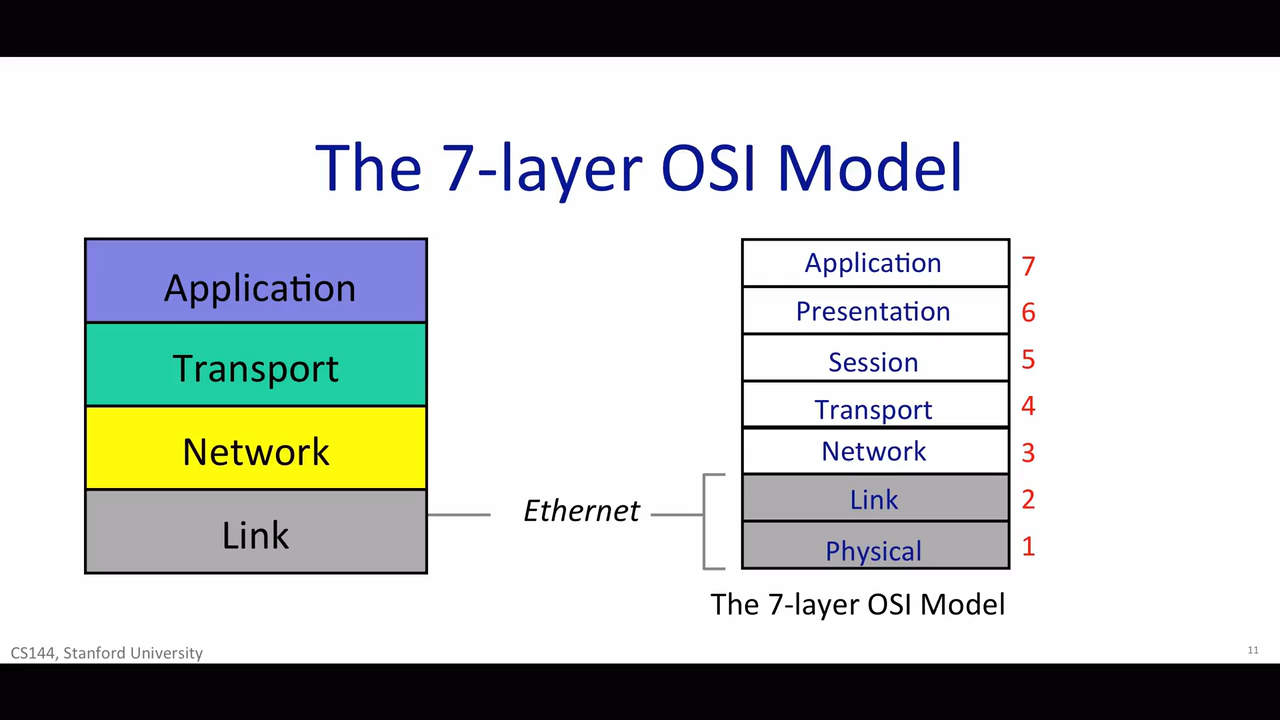 The 7-layer OSI Model
Application
Transport
Network
Link
Ethernet
Application 7
Presentation 6
Session 5
Transport 4
Network 3
Link 2
Physical 1
The 7-layer OSI Model
CS144, Stanford University
11